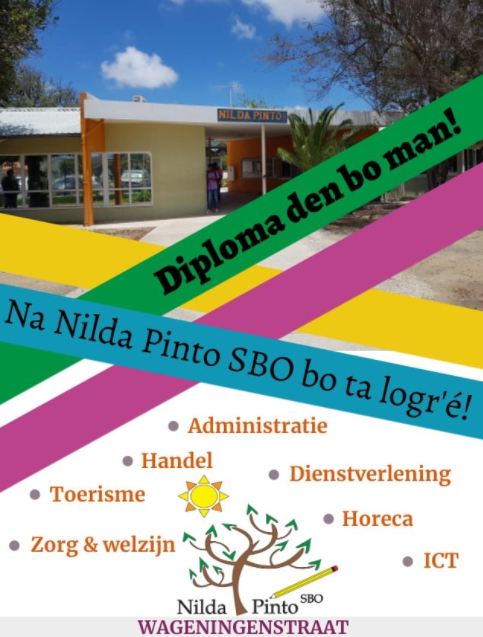 NILDA PINTO
Diploma den bo man!
Na Nilda Pinto SBO bo ta logr'é!
Administratie
Handel
Dienstverlening
Toerisme
Horeca
Zorg & welzijn
ICT
Nilda Pinto SBO
WAGENINGENSTRAAT